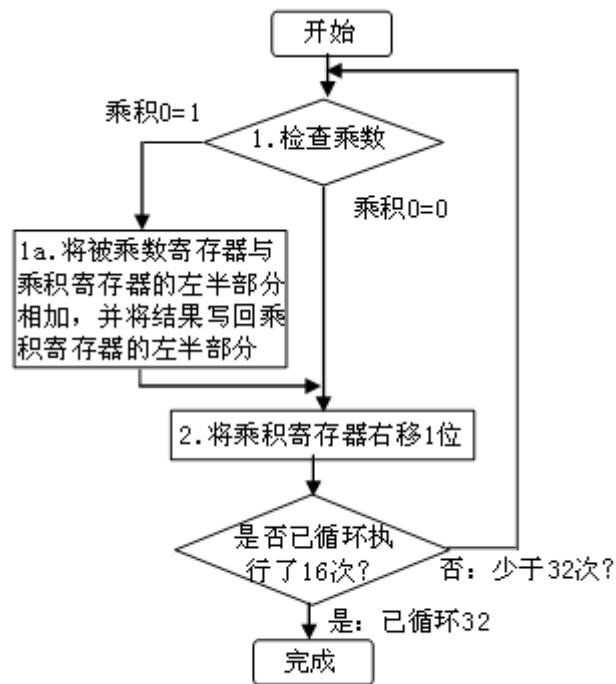 开始
乘积0=1
1.检查乘数
乘积0=0
1a.将被乘数寄存器与
乘积寄存器的左半部分
相加，并将结果写回乘
积寄存器的左半部分
2.将乘积寄存器右移1位
是否已循环执
行了16次?
否：少于32次?
是：已循环32
完成